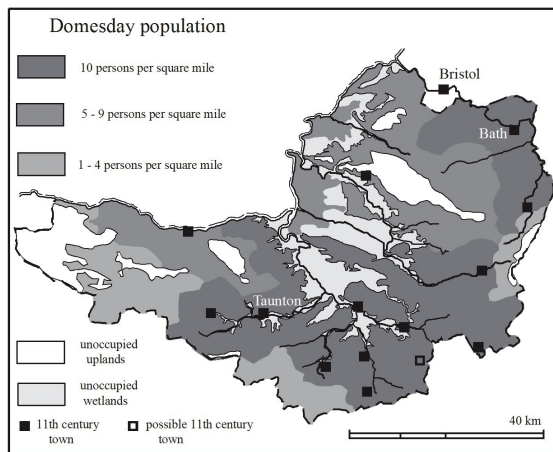 Domesday population
10 persons per square mile
5 - 9 persons per square mile
1 - 4 persons per square mile
Bristol
Bath
Taunton
unoccupied
uplands
unoccupied
wetlands
11th century
town
possible 11th century
town
40 km